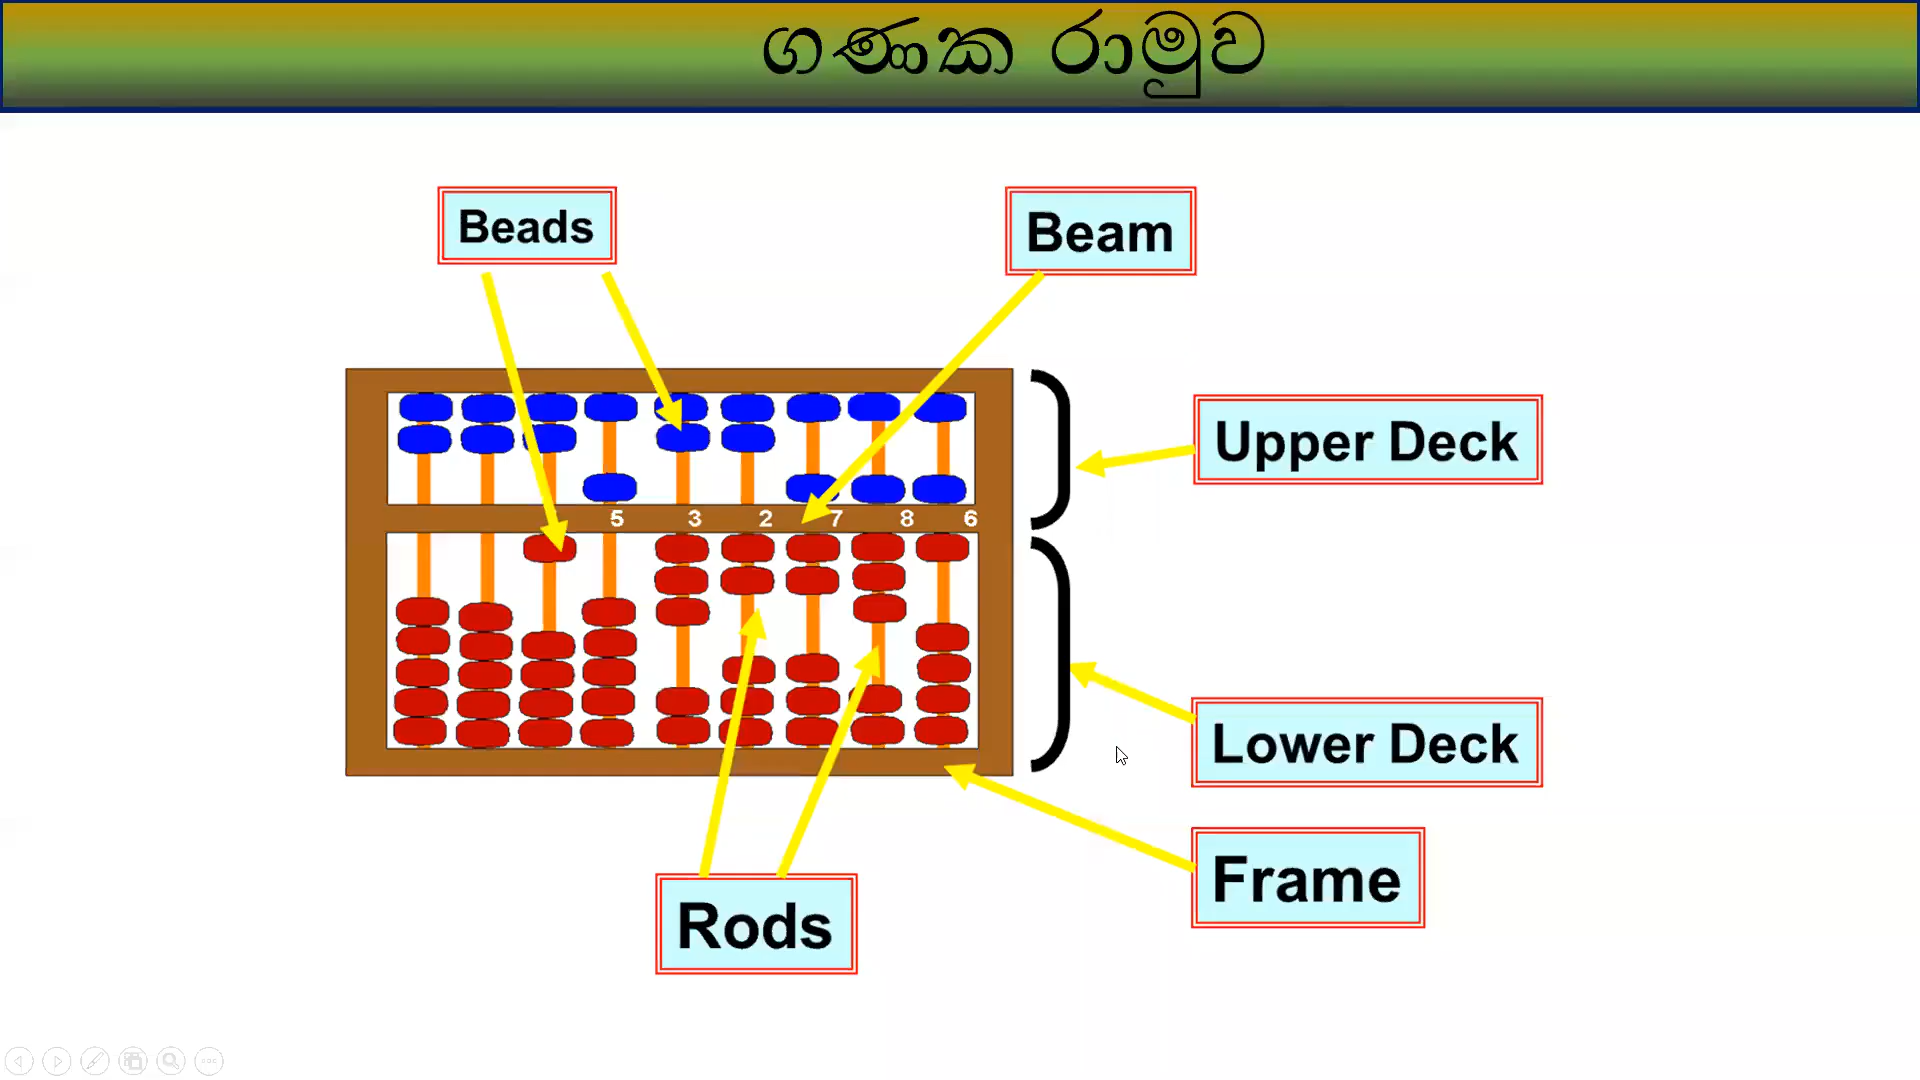 ගණක රාමුව
Beads
Beam
Upper Deck
5 3 2 7 8 6
Lower Deck
Frame
Rods